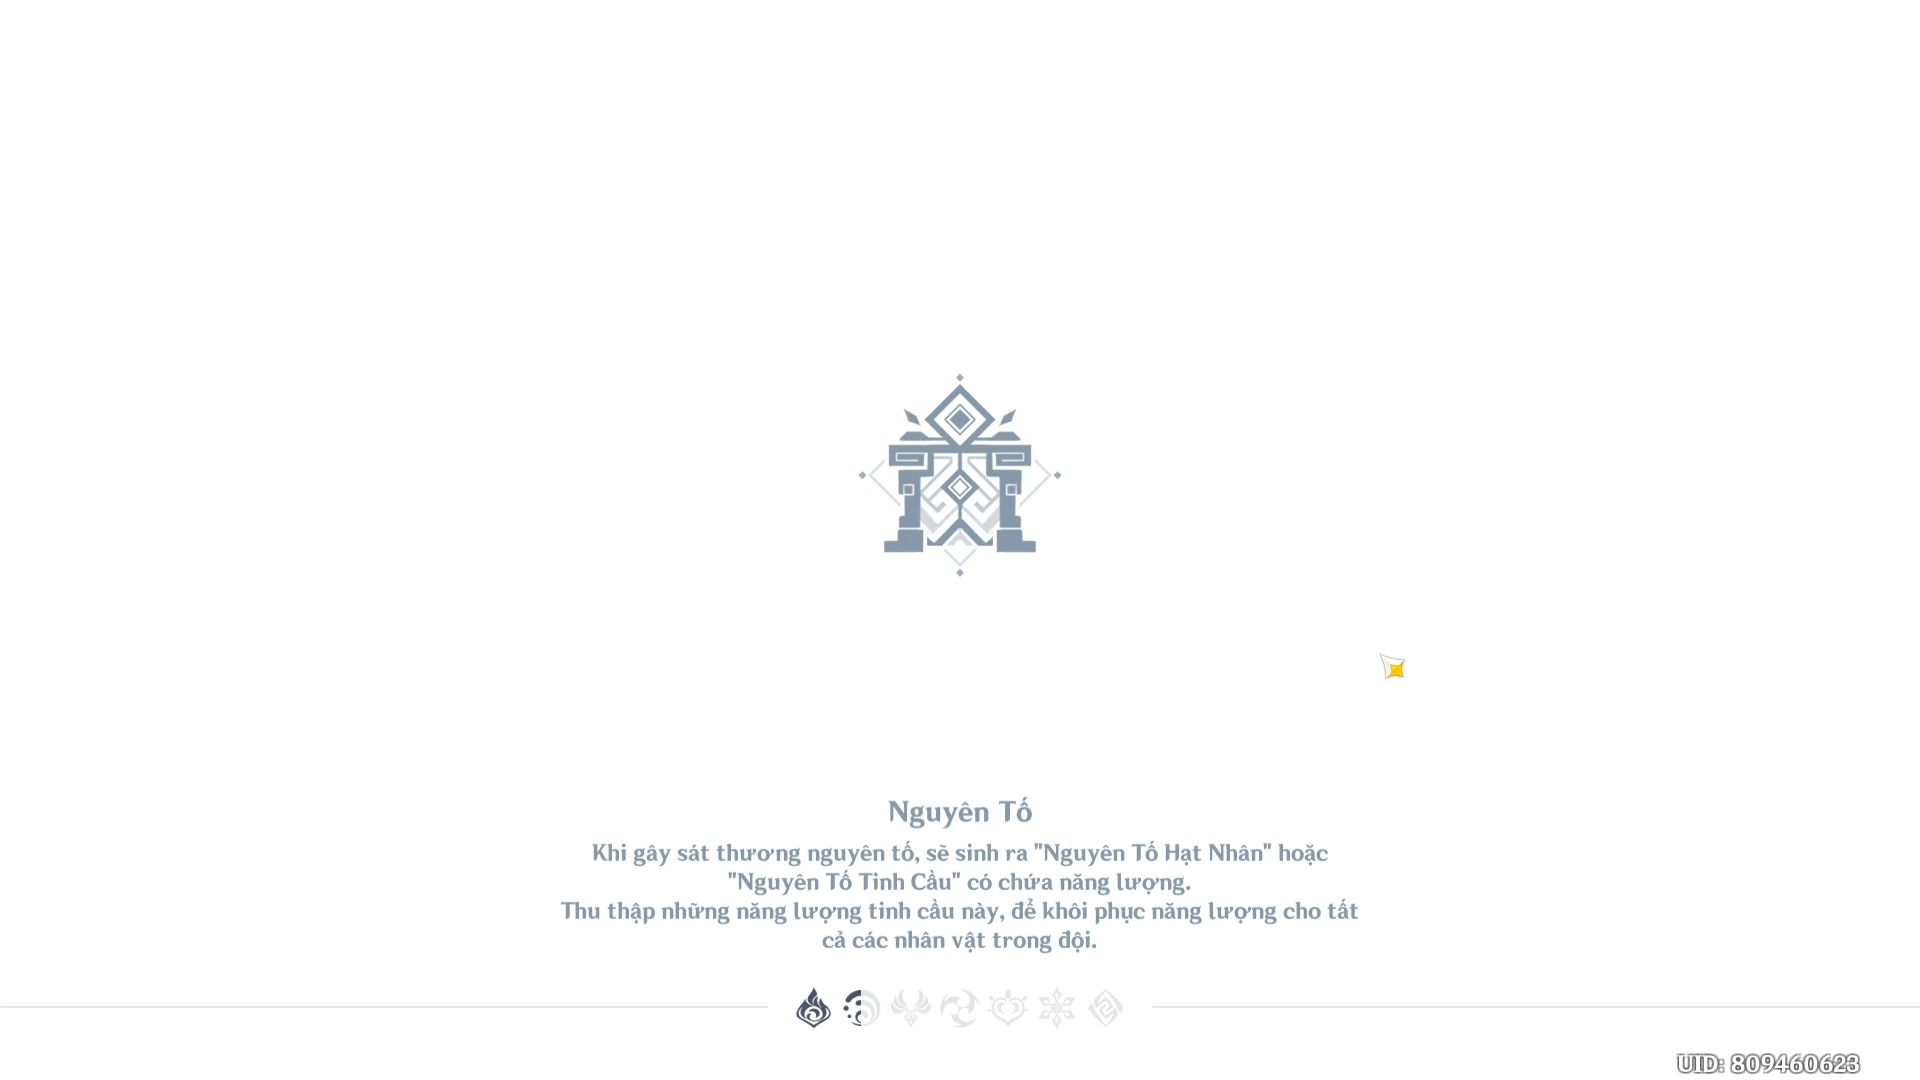 Nguyên Tố
Khi gây sát thương nguyên tố, sẽ sinh ra "Nguyên Tố Hạt Nhân" hoặc
"Nguyên Tố Tinh Cầu" có chứa năng lượng.
Thu thập những năng lượng tinh cầu này, để khôi phục năng lượng cho tất
cả các nhân vật trong đội.
UID: 809460623